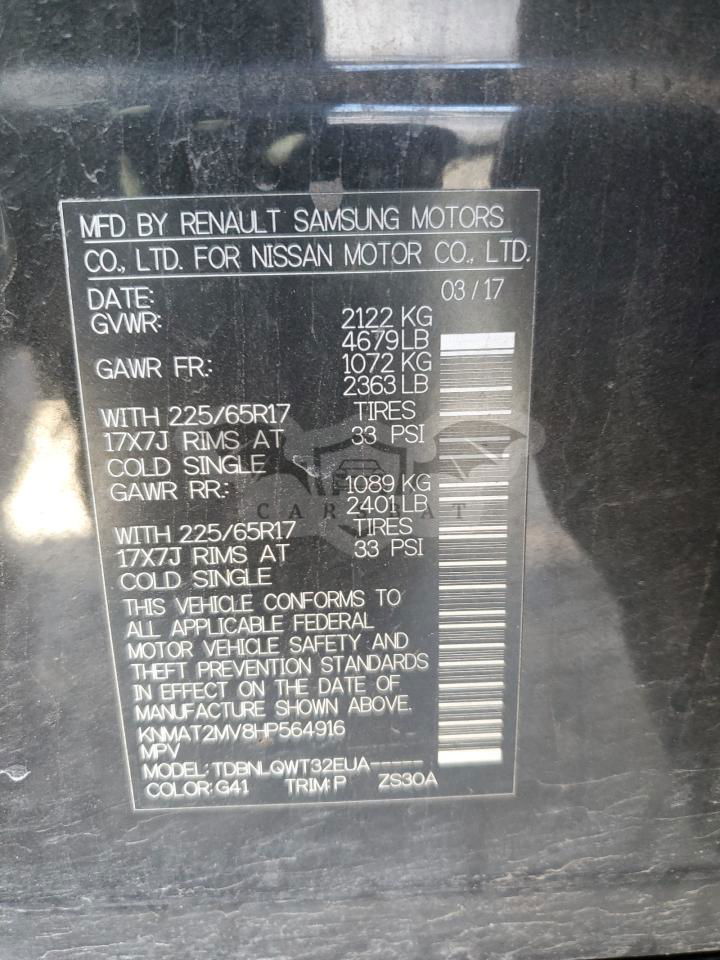 MFD BY RENAULT SAMSUNG MOTORS
CO., LTD. FOR NISSAN MOTOR CO., LTD.
DATE: 03 / 17
GVWR: 2122 KG
4679 LB
GAWR FR.: 1072 KG
2363 LB
WITH 225/65R17 TIRES
17X7J RIMS AT 33 PSI
COLD SINGLE
GAWR RR.: 1089 KG
2401 LB
WITH 225/65R17 TIRES
17X7J RIMS AT 33 PSI
COLD SINGLE
THIS VEHICLE CONFORMS TO
ALL APPLICABLE FEDERAL
MOTOR VEHICLE SAFETY AND
THEFT PREVENTION STANDARDS
IN EFFECT ON THE DATE OF
MANUFACTURE SHOWN ABOVE.
KNMAT2MV8HP564916
MPV
MODEL: TDBNLQWT32EUA-----
COLOR: G41 TRIM: P ZS30A
CARSBAT